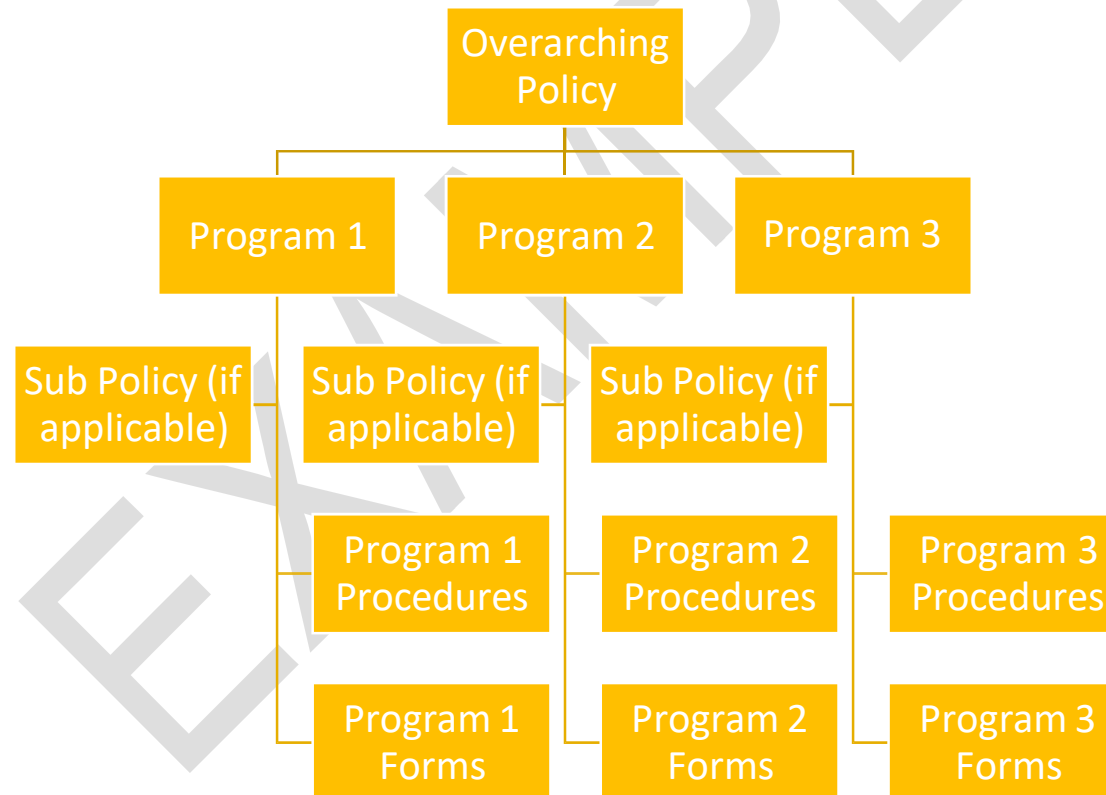 Overarching
Policy
Program 1
Program 2
Program 3
Sub Policy (if
applicable)
Sub Policy (if
applicable)
Sub Policy (if
applicable)
Program 1
Procedures
Program 2
Procedures
Program 3
Procedures
Program 1
Forms
Program 2
Forms
Program 3
Forms
EXAMPLE